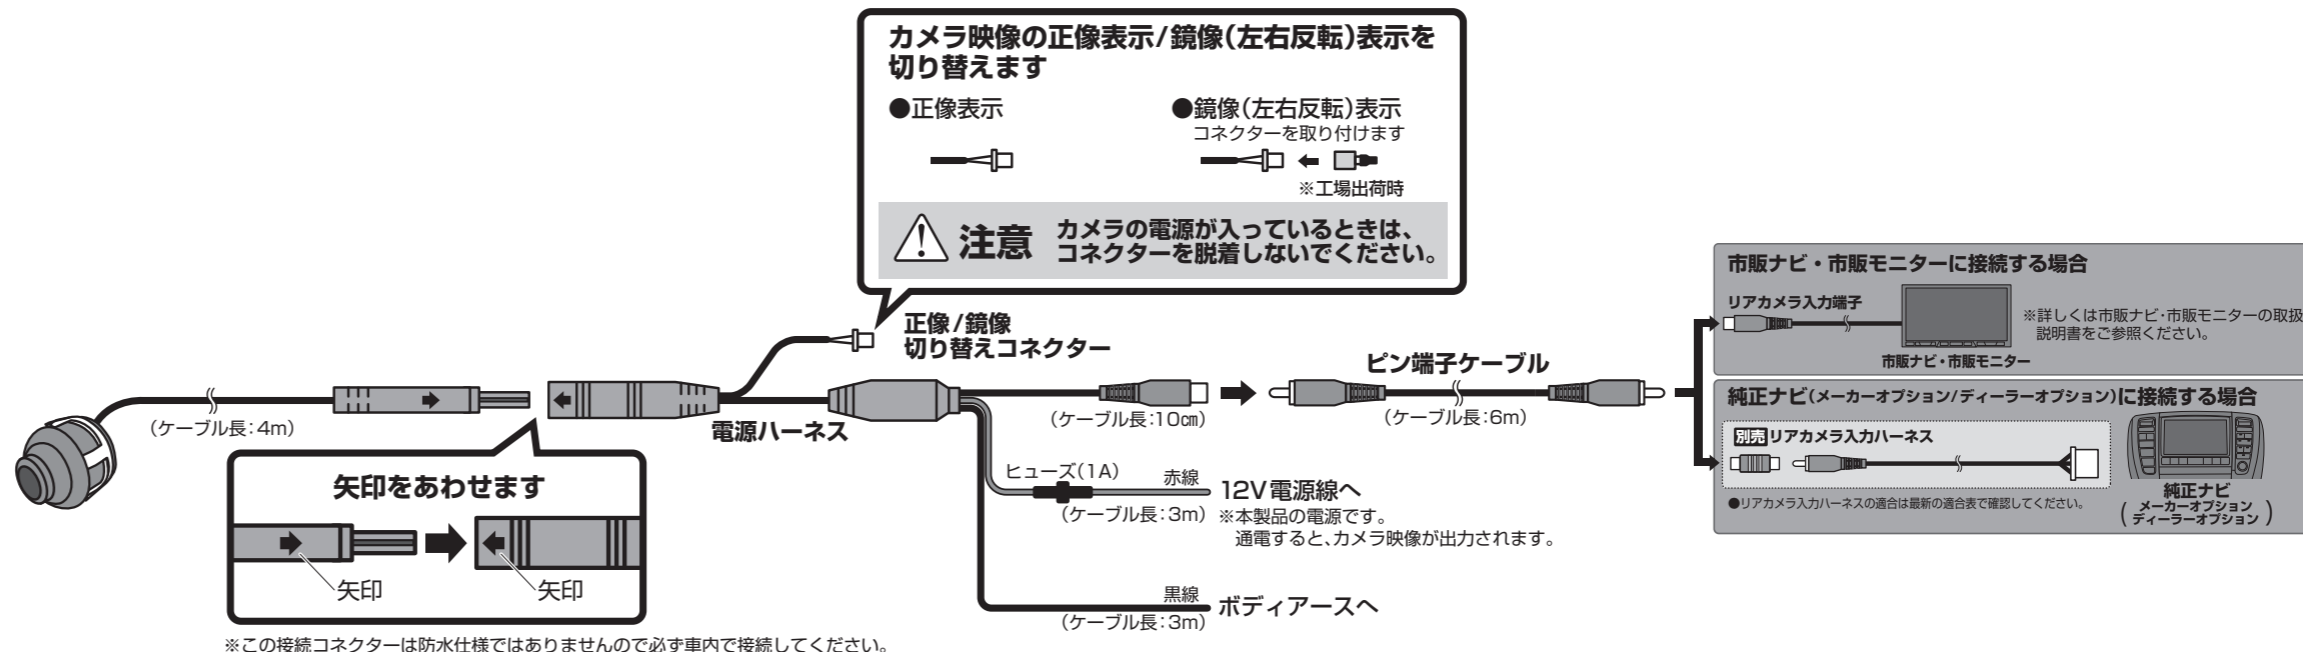 カメラ映像の正像表示/鏡像(左右反転)表示を
切り替えます
●正像表示
●鏡像(左右反転)表示
コネクターを取り付けます
※工場出荷時
注意
カメラの電源が入っているときは、
コネクターを脱着しないでください。
正像/鏡像
切り替えコネクター
(ケーブル長:4m)
電源ハーネス
(ケーブル長:10㎝)
ピン端子ケーブル
(ケーブル長:6m)
矢印をあわせます
矢印
矢印
※この接続コネクターは防水仕様ではありませんので必ず車内で接続してください。
ヒューズ(1A)
赤線
(ケーブル長:3m)
12V電源線へ
※本製品の電源です。
通電すると、カメラ映像が出力されます。
黒線
(ケーブル長:3m)
ボディアースへ
市販ナビ・市販モニターに接続する場合
リアカメラ入力端子
市販ナビ・市販モニター
※詳しくは市販ナビ・市販モニターの取扱
説明書をご参照ください。
純正ナビ(メーカーオプション/ディーラーオプション)に接続する場合
別売リアカメラ入力ハーネス
●リアカメラ入力ハーネスの適合は最新の適合表で確認してください。
純正ナビ
(メーカーオプション
ディーラーオプション)